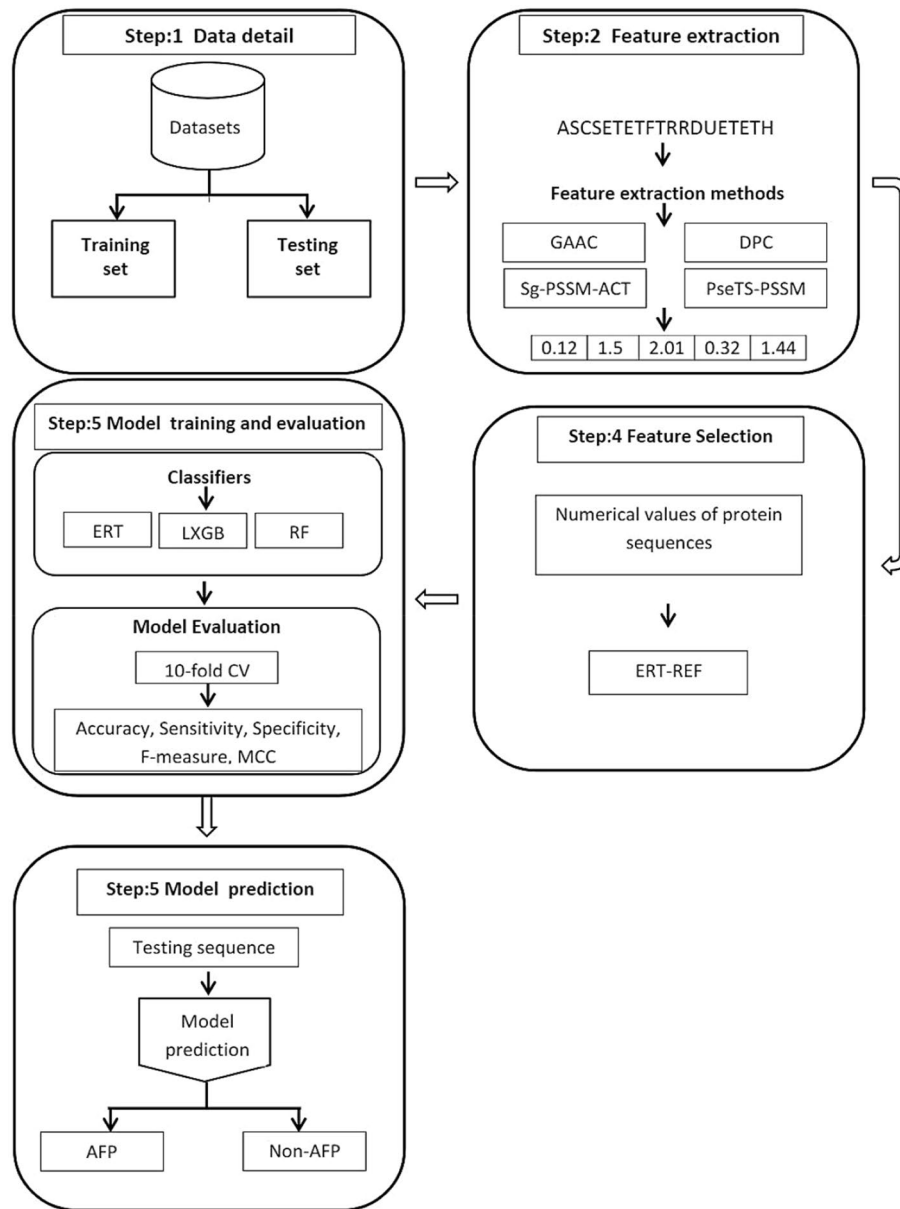 Step:1 Data detail
Datasets
Training
set
Testing
set
Step:2 Feature extraction
ASCSETETFTRRDUETETH
Feature extraction methods
GAAC
DPC
Sg-PSSM-ACT
PseTS-PSSM
0.12 1.5 2.01 0.32 1.44
Step:4 Feature Selection
Numerical values of protein
sequences
ERT-REF
Step:5 Model training and evaluation
Classifiers
ERT
LXGB
RF
Model Evaluation
10-fold CV
Accuracy, Sensitivity, Specificity,
F-measure, MCC
Step:5 Model prediction
Testing sequence
Model
prediction
AFP
Non-AFP